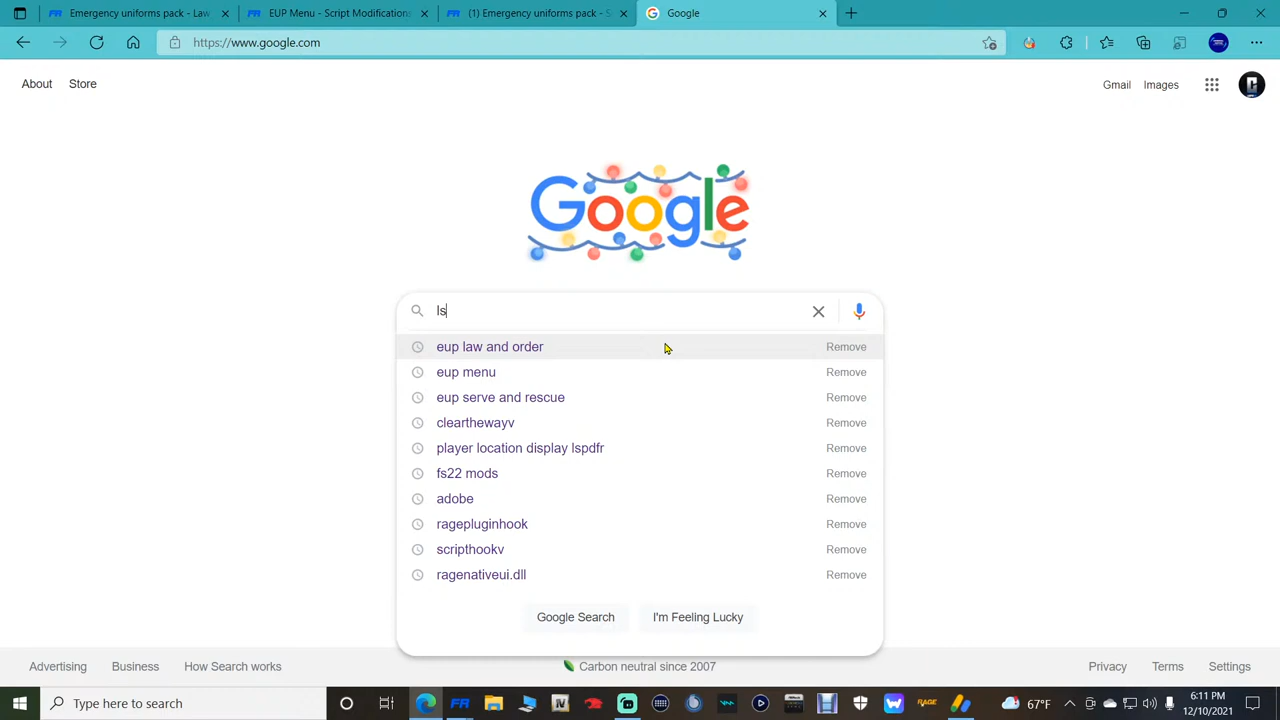 Emergency uniforms pack - Law
EUP Menu - Script Modifications
(1) Emergency uniforms pack - S
Google
https://www.google.com
About
Store
Gmail
Images
Google
ls
eup law and order
Remove
eup menu
Remove
eup serve and rescue
Remove
clearthewayv
Remove
player location display lspdfr
Remove
fs22 mods
Remove
adobe
Remove
ragepluginhook
Remove
scripthookv
Remove
ragenativeui.dll
Remove
Google Search
I'm Feeling Lucky
Advertising
Business
How Search works
Carbon neutral since 2007
Privacy
Terms
Settings
Type here to search
67°F
6:11 PM
12/10/2021